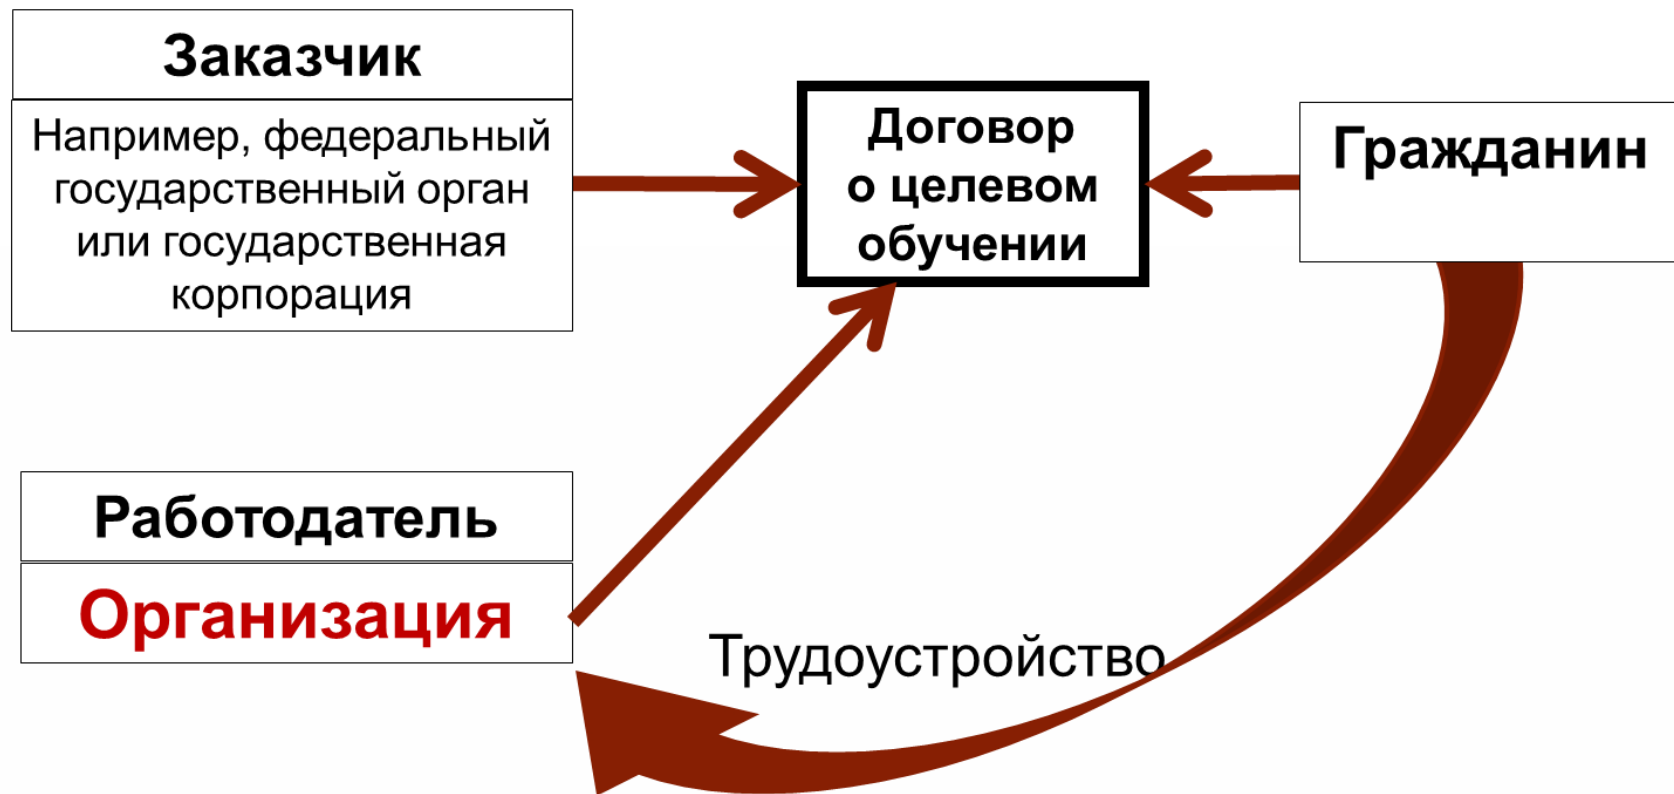 Заказчик
Например, федеральный
государственный орган
или государственная
корпорация
Договор
о целевом
обучении
Гражданин
Работодатель
Организация
Трудоустройство